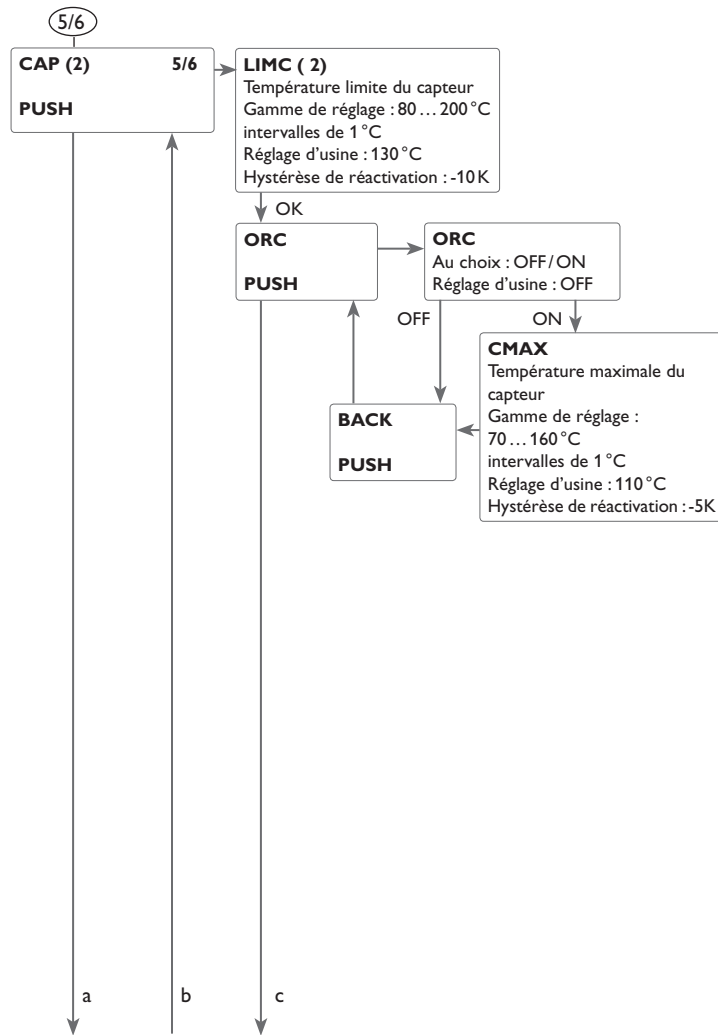 5/6
CAP (2) 5/6
PUSH
LIMC ( 2)
Température limite du capteur
Gamme de réglage : 80 … 200 °C
intervalles de 1 °C
Réglage d'usine : 130 °C
Hystérèse de réactivation : -10 K
OK
ORC
PUSH
ORC
Au choix : OFF / ON
Réglage d'usine : OFF
OFF
ON
CMAX
Température maximale du
capteur
Gamme de réglage :
70 … 160 °C
intervalles de 1 °C
Réglage d'usine : 110 °C
Hystérèse de réactivation : -5K
BACK
PUSH
a
b
c